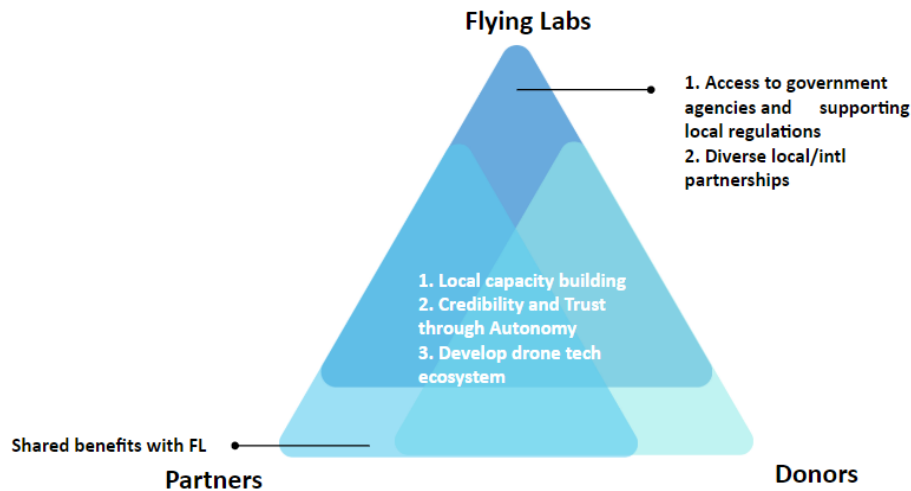 Flying Labs
1. Access to government
agencies and supporting
local regulations
2. Diverse local/intl
partnerships
1. Local capacity building
2. Credibility and Trust
through Autonomy
3. Develop drone tech
ecosystem
Shared benefits with FL
Partners
Donors